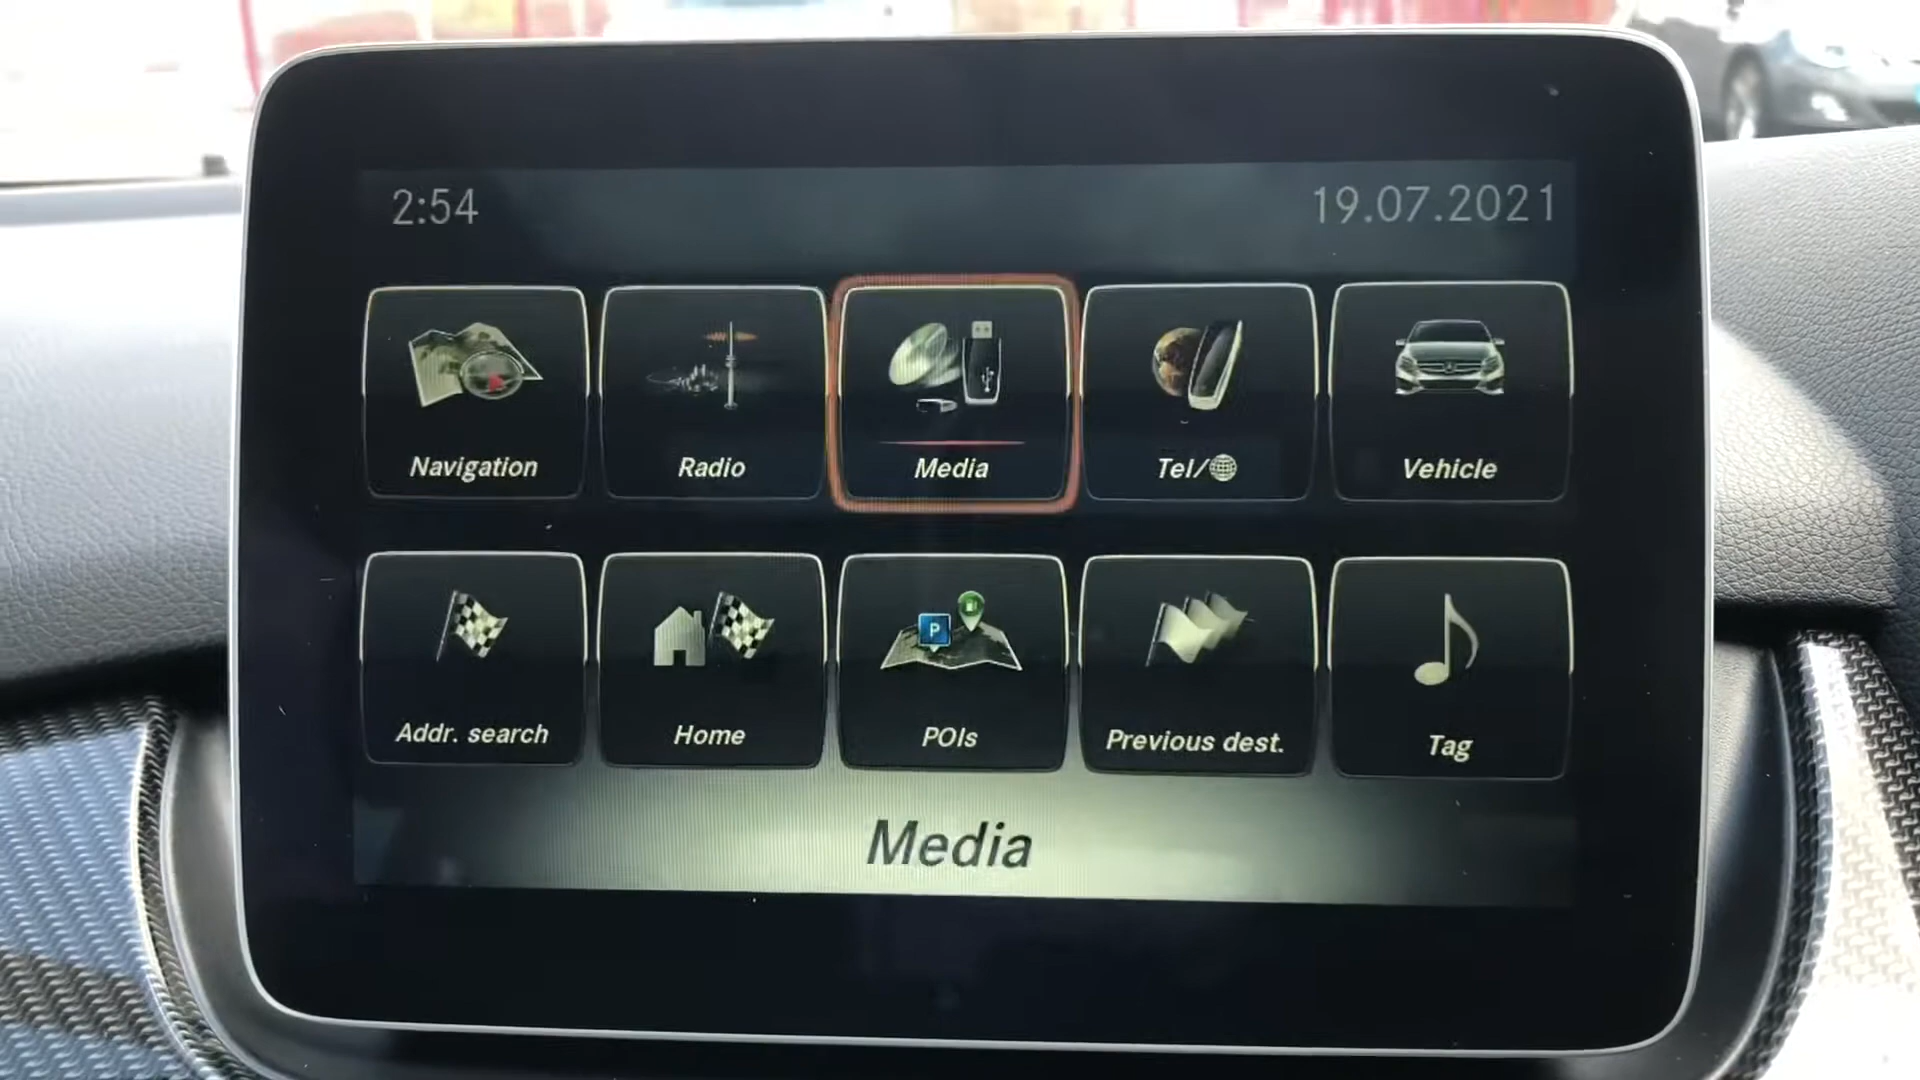 2:54
19.07.2021
Navigation
Radio
Media
Tel/
Vehicle
P
Addr. search
Home
POIs
Previous dest.
Tag
Media